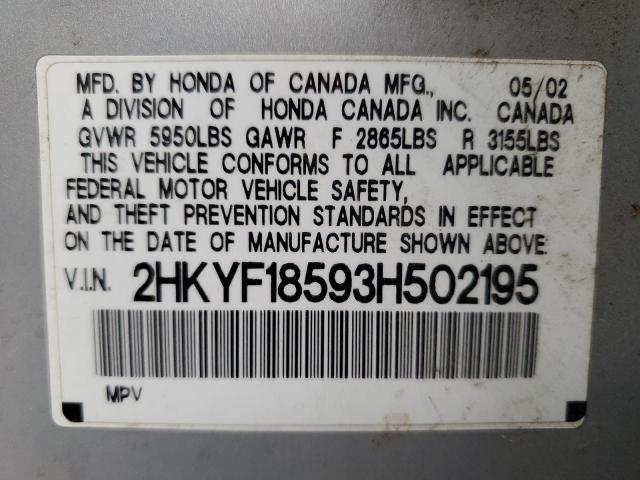 MFD. BY HONDA OF CANADA MFG., 05/02
A DIVISION OF HONDA CANADA INC. CANADA
GVWR 5950LBS GAWR F 2865LBS R 3155LBS
THIS VEHICLE CONFORMS TO ALL APPLICABLE
FEDERAL MOTOR VEHICLE SAFETY,
AND THEFT PREVENTION STANDARDS IN EFFECT
ON THE DATE OF MANUFACTURE SHOWN ABOVE.
V.I.N. 2HKYF18593H502195
MPV